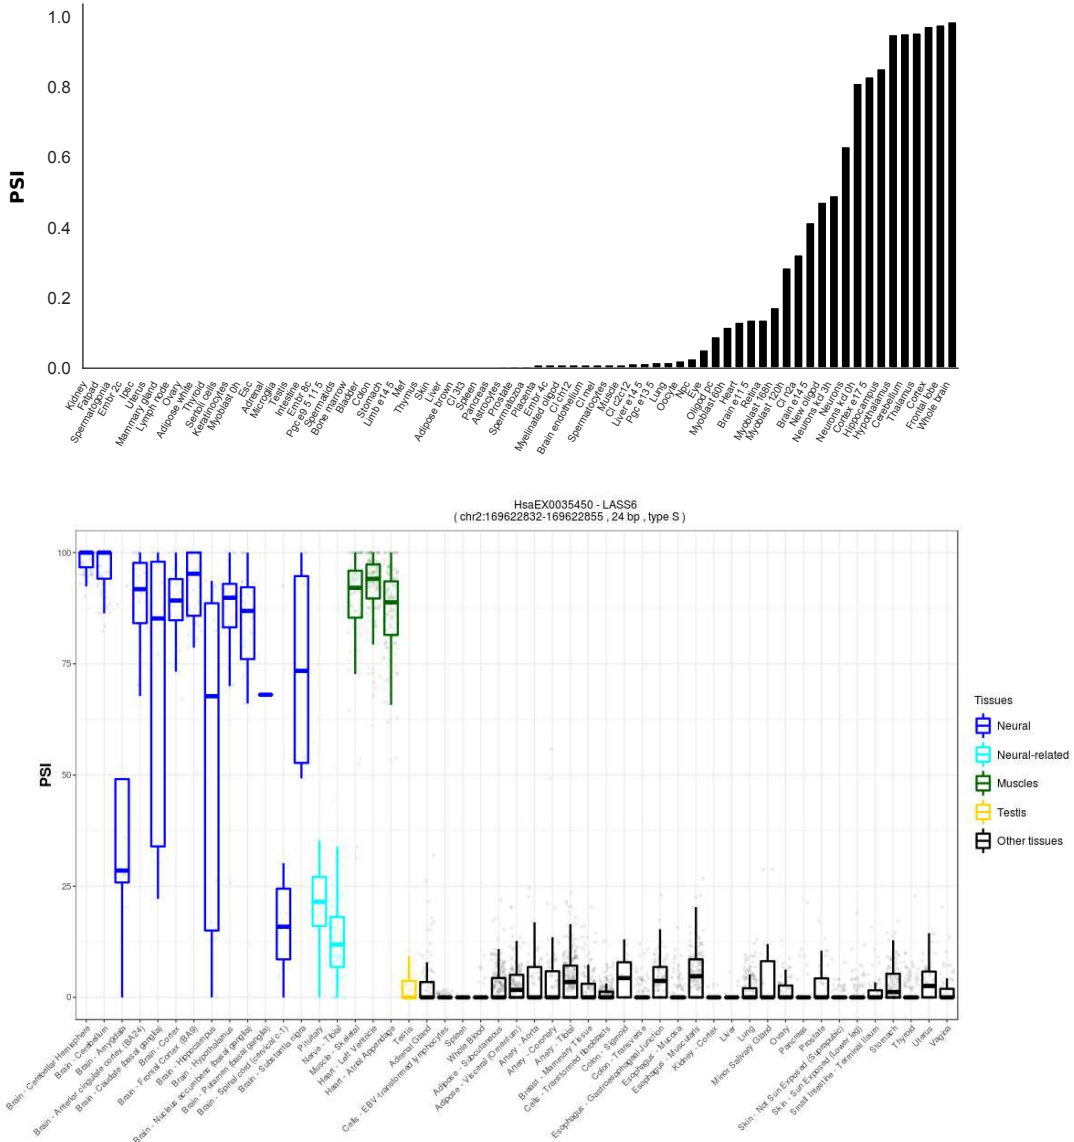 PSI
1.0
0.8
0.6
0.4
0.2
0.0
Kidney
Fatpad
Spermatogonia
Embr 2c
Ipsc
Uterus
Mammary gland
Lymph node
Ovary
Adipose white
Thyroid
Sertoli cells
Keratinocytes
Myoblast 0h
Esc
Adrenal
Microglia
Testis
Intestine
Embr 8c
Pgc e9 5 11 5
Spermatids
Bone marrow
Bladder
Colon
Stomach
Limb e14 5
Mef
Thymus
Skin
Liver
Adipose brown
Cl 3t3
Spleen
Pancreas
Astrocytes
Prostate
Spermatozoa
Placenta
Embr 4c
Myelinated oligod
Cl ch12
Brain endothelium
Cl mel
Spermatocytes
Muscle
Cl c2c12
Liver e14 5
Pgc e13 5
Lung
Oocyte
Npc
Eye
Oligod pc
Myoblast 60h
Heart
Brain e11 5
Retina
Myoblast 168h
Myoblast 120h
Cl n2a
Brain e14 5
New oligod
Neurons kcl 3h
Neurons
Neurons kcl 0h
Cortex e17 5
Hippocampus
Hypothalamus
Cerebellum
Thalamus
Cortex
Frontal lobe
Whole brain
HsaEX0035450 - LASS6
( chr2:169622832-169622855 , 24 bp , type S )
PSI
100
75
50
25
0
Brain - Cerebellar Hemisphere
Brain - Cerebellum
Brain - Amygdala
Brain - Anterior cingulate cortex (BA24)
Brain - Caudate (basal ganglia)
Brain - Cortex
Brain - Frontal Cortex (BA9)
Brain - Hippocampus
Brain - Hypothalamus
Brain - Nucleus accumbens (basal ganglia)
Brain - Putamen (basal ganglia)
Brain - Spinal cord (cervical c-1)
Brain - Substantia nigra
Pituitary
Nerve - Tibial
Muscle - Skeletal
Heart - Left Ventricle
Heart - Atrial Appendage
Testis
Adrenal Gland
Cells - EBV-transformed lymphocytes
Spleen
Whole Blood
Adipose - Subcutaneous
Adipose - Visceral (Omentum)
Artery - Aorta
Artery - Coronary
Artery - Tibial
Breast - Mammary Tissue
Cells - Transformed fibroblasts
Colon - Sigmoid
Colon - Transverse
Esophagus - Gastroesophageal Junction
Esophagus - Mucosa
Esophagus - Muscularis
Kidney - Cortex
Liver
Lung
Minor Salivary Gland
Ovary
Pancreas
Prostate
Skin - Not Sun Exposed (Suprapubic)
Skin - Sun Exposed (Lower leg)
Small Intestine - Terminal Ileum
Stomach
Thyroid
Uterus
Vagina
Tissues
Neural
Neural-related
Muscles
Testis
Other tissues